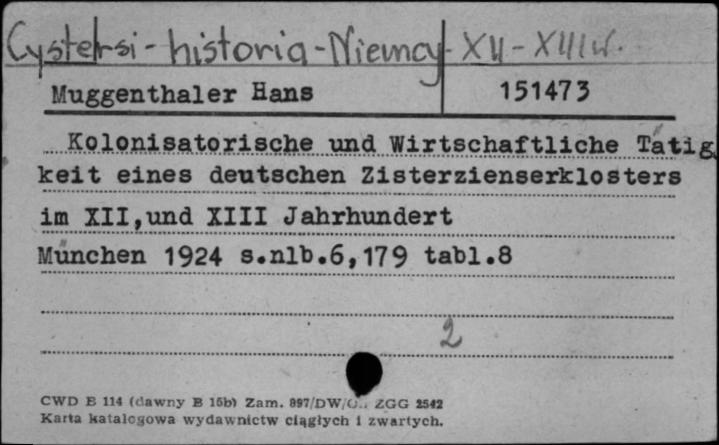 Cystersi - historia - Niemcy - XII - XIII w.
Muggenthaler Hans 151473
Kolonisatorische und Wirtschaftliche Tätig
keit eines deutschen Zisterzienserklosters
im XII,und XIII Jahrhundert
München 1924 s.nlb.6,179 tabl.8
2
CWD B 114 (dawny B 15b) Zam. 897/DW/ ZGG 2542
Karta katalogowa wydawnictw ciągłych i zwartych.